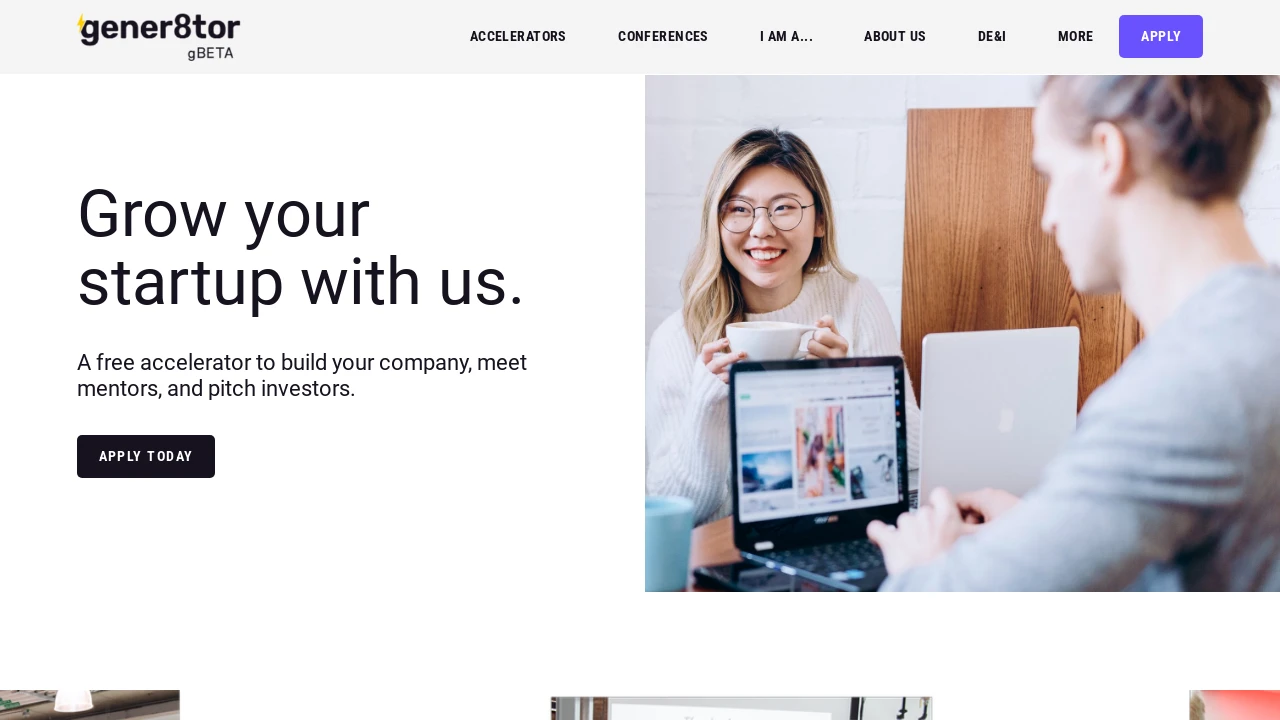 gener8tor
gBETA
ACCELERATORS
CONFERENCES
I AM A...
ABOUT US
DE&I
MORE
APPLY
Grow your
startup with us.
A free accelerator to build your company, meet
mentors, and pitch investors.
APPLY TODAY